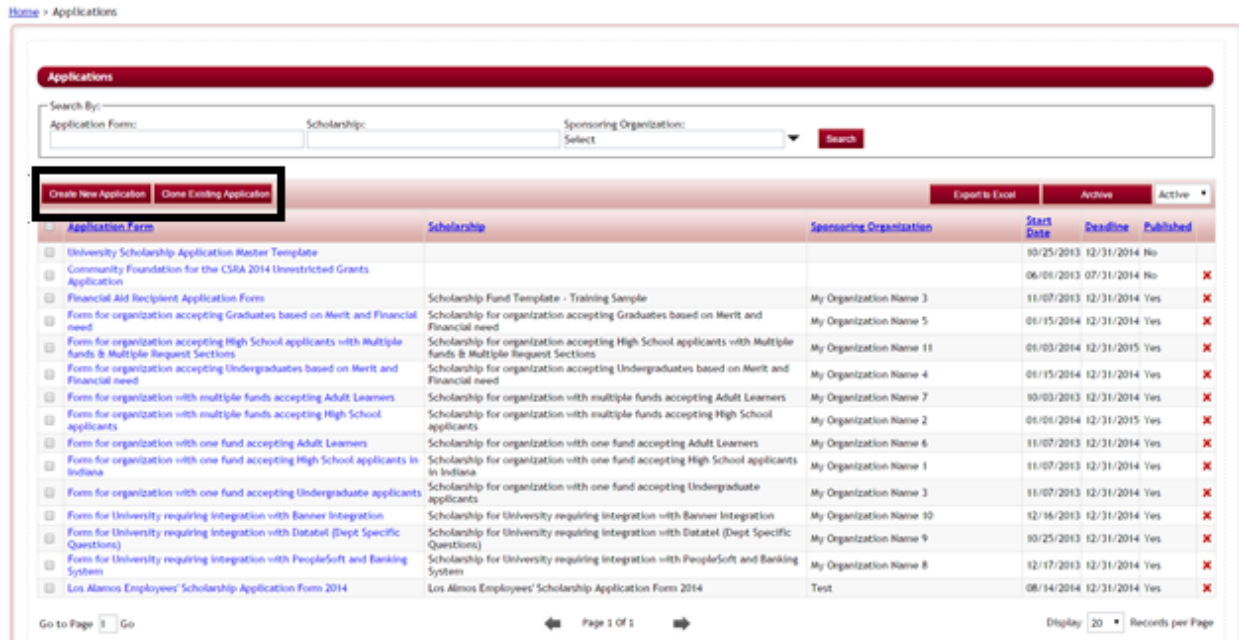 Home > Applications
Applications
Search By:
Application Form: Scholarship: Sponsoring Organization:
Select Search
Create New Application Clone Existing Application Export to Excel Archive Active
Application Form Scholarship Sponsoring Organization Start Date Deadline Published
University Scholarship Application Master Template 10/25/2013 12/31/2014 No
Community Foundation for the CSRA 2014 Unrestricted Grants
Application 06/01/2013 07/31/2014 No
Financial Aid Recipient Application Form Scholarship Fund Template - Training Sample My Organization Name 3 11/07/2013 12/31/2014 Yes
Form for organization accepting Graduates based on Merit and Financial Scholarship for organization accepting Graduates based on Merit and
need Financial need My Organization Name 5 01/15/2014 12/31/2014 Yes
Form for organization accepting High School applicants with Multiple Scholarship for organization accepting High School applicants with Multiple
funds & Multiple Request Sections funds & Multiple Request Sections My Organization Name 11 01/03/2014 12/31/2015 Yes
Form for organization accepting Undergraduates based on Merit and Scholarship for organization accepting Undergraduates based on Merit and
Financial need Financial need My Organization Name 4 01/15/2014 12/31/2014 Yes
Form for organization with multiple funds accepting Adult Learners Scholarship for organization with multiple funds accepting Adult Learners My Organization Name 7 10/03/2013 12/31/2014 Yes
Form for organization with multiple funds accepting High School Scholarship for organization with multiple funds accepting High School
applicants applicants My Organization Name 2 01/01/2014 12/31/2015 Yes
Form for organization with one fund accepting Adult Learners Scholarship for organization with one fund accepting Adult Learners My Organization Name 6 11/07/2013 12/31/2014 Yes
Form for organization with one fund accepting High School applicants in Scholarship for organization with one fund accepting High School applicants
Indiana in Indiana My Organization Name 1 11/07/2013 12/31/2014 Yes
Form for organization with one fund accepting Undergraduate applicants Scholarship for organization with one fund accepting Undergraduate
applicants My Organization Name 3 11/07/2013 12/31/2014 Yes
Form for University requiring integration with Banner Integration Scholarship for University requiring integration with Banner Integration My Organization Name 10 12/16/2013 12/31/2014 Yes
Form for University requiring integration with Datatel (Dept Specific Scholarship for University requiring integration with Datatel (Dept Specific
Questions) Questions) My Organization Name 9 10/25/2013 12/31/2014 Yes
Form for University requiring integration with PeopleSoft and Banking Scholarship for University requiring integration with PeopleSoft and Banking
System System My Organization Name 8 12/17/2013 12/31/2014 Yes
Los Alamos Employees' Scholarship Application Form 2014 Los Almos Employees' Scholarship Application Form 2014 Test 08/14/2014 12/31/2014 Yes
Go to Page 1 Go Page 1 Of 1 Display 20 Records per Page